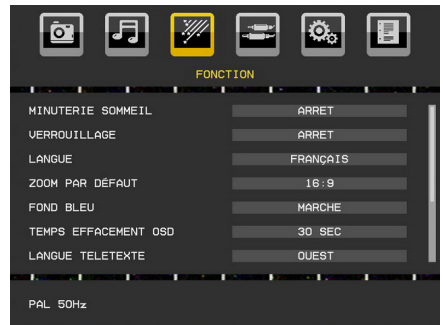 FONCTION
MINUTERIE SOMMEIL ARRET
VERROUILLAGE ARRET
LANGUE FRANÇAIS
ZOOM PAR DÉFAUT 16:9
FOND BLEU MARCHE
TEMPS EFFACEMENT OSD 30 SEC
LANGUE TELETEXTE OUEST
PAL 50Hz